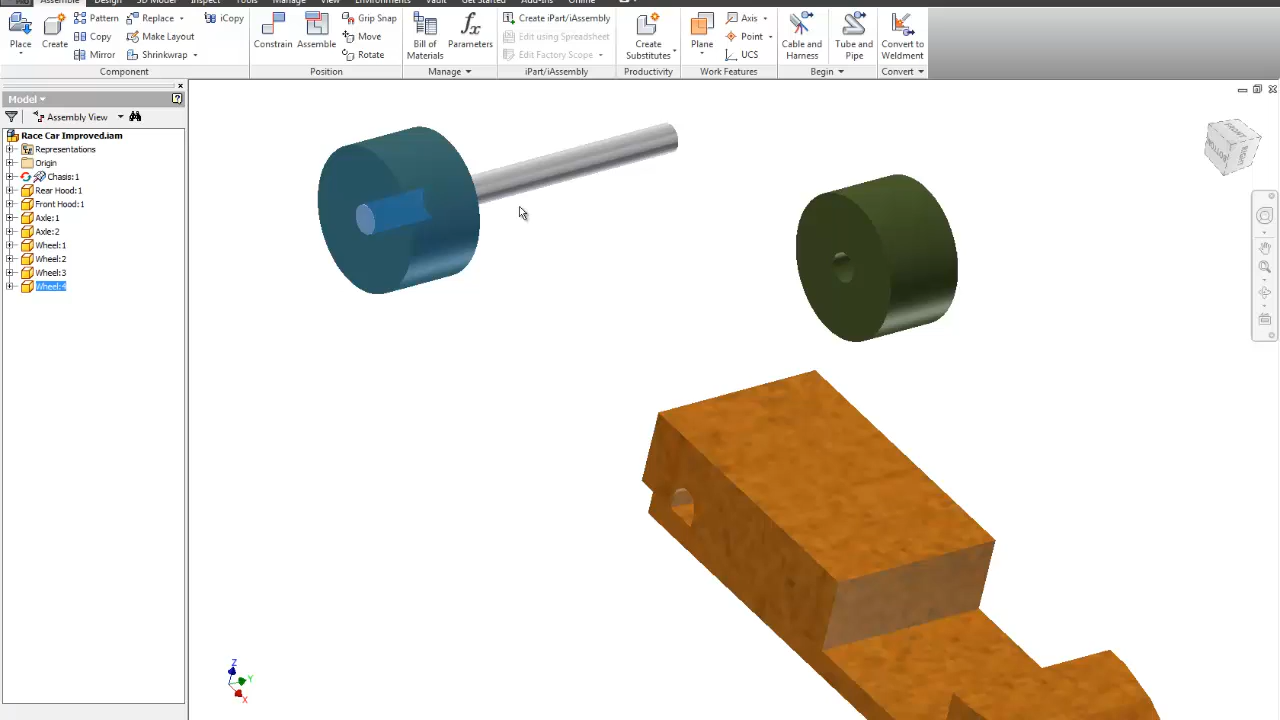 Assemble Design 3D Model Inspect Tools Manage View Environments Vault Get Started Add-Ins Online
Place
Create
Pattern
Copy
Mirror
Replace
Make Layout
Shrinkwrap
iCopy
Component
Constrain
Assemble
Grip Snap
Move
Rotate
Position
Bill of
Materials
Parameters
Manage
Create iPart/iAssembly
Edit using Spreadsheet
Edit Factory Scope
iPart/iAssembly
Create
Substitutes
Productivity
Plane
Axis
Point
UCS
Work Features
Cable and
Harness
Tube and
Pipe
Begin
Convert to
Weldment
Convert
Model
Assembly View
Race Car Improved.iam
Representations
Origin
Chasis:1
Rear Hood:1
Front Hood:1
Axle:1
Axle:2
Wheel:1
Wheel:2
Wheel:3
Wheel:4
FRONT
RIGHT
BOTTOM
Z
Y
X